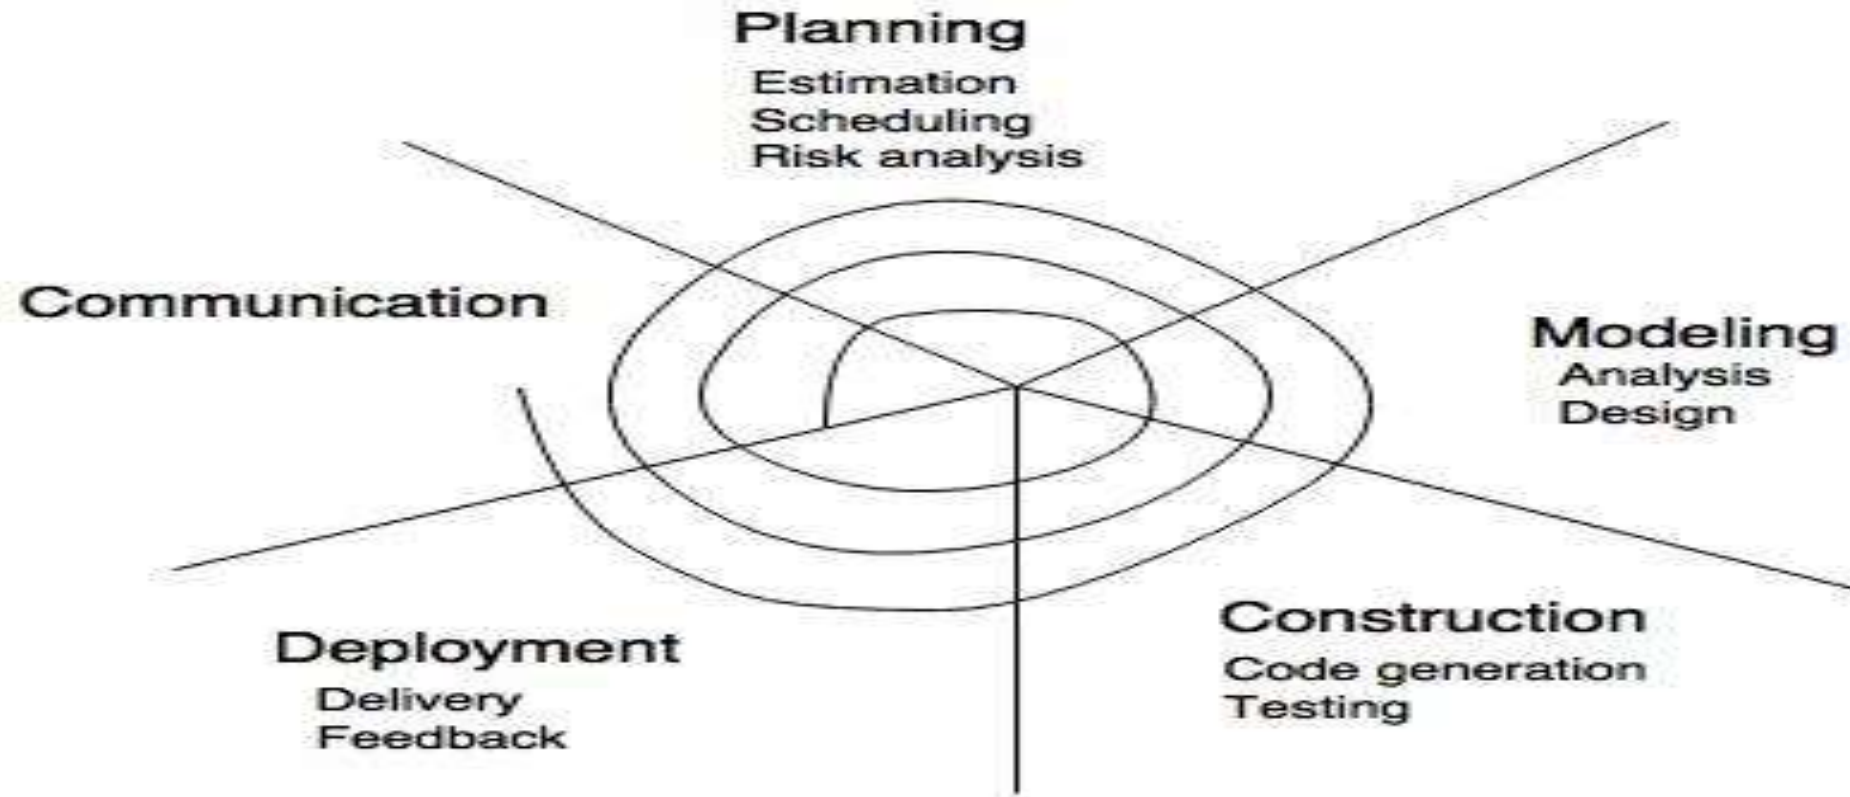 Planning
Estimation
Scheduling
Risk analysis
Communication
Modeling
Analysis
Design
Construction
Code generation
Testing
Deployment
Delivery
Feedback